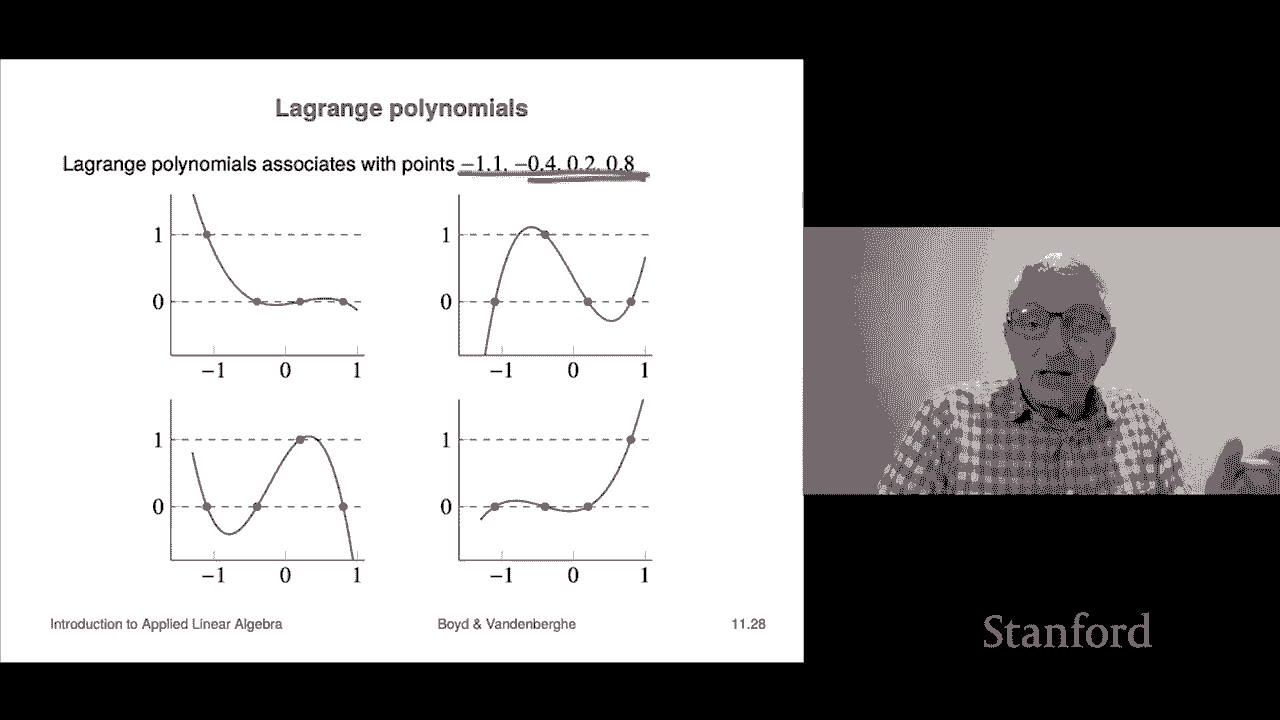 Lagrange polynomials
Lagrange polynomials associates with points −1.1, −0.4, 0.2, 0.8
1
0
−1 0 1
1
0
−1 0 1
1
0
−1 0 1
1
0
−1 0 1
Introduction to Applied Linear Algebra Boyd & Vandenberghe 11.28
Stanford